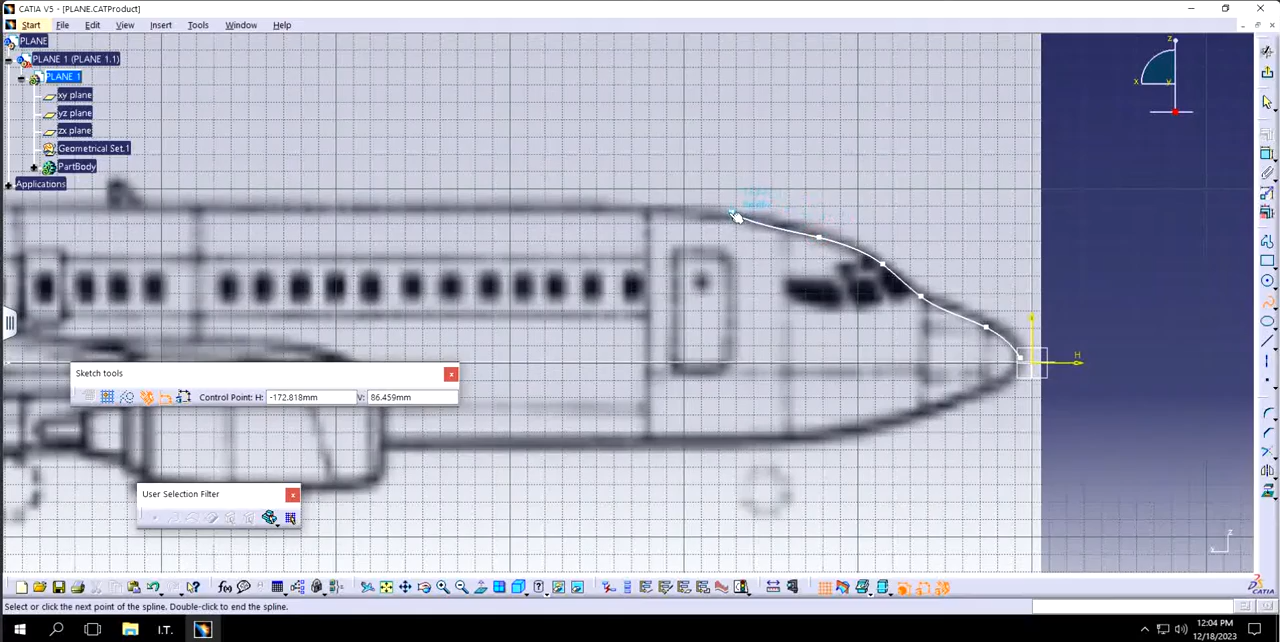 CATIA V5 - [PLANE.CATProduct]
Start File Edit View Insert Tools Window Help
PLANE
PLANE 1 (PLANE 1.1)
PLANE 1
xy plane
yz plane
zx plane
Geometrical Set.1
PartBody
Applications
z
x
y
H
Sketch tools
Control Point: H: -172.818mm V: 86.459mm
User Selection Filter
z
x
CATIA
Select or click the next point of the spline. Double-click to end the spline.
I.T.
12:04 PM
12/18/2023